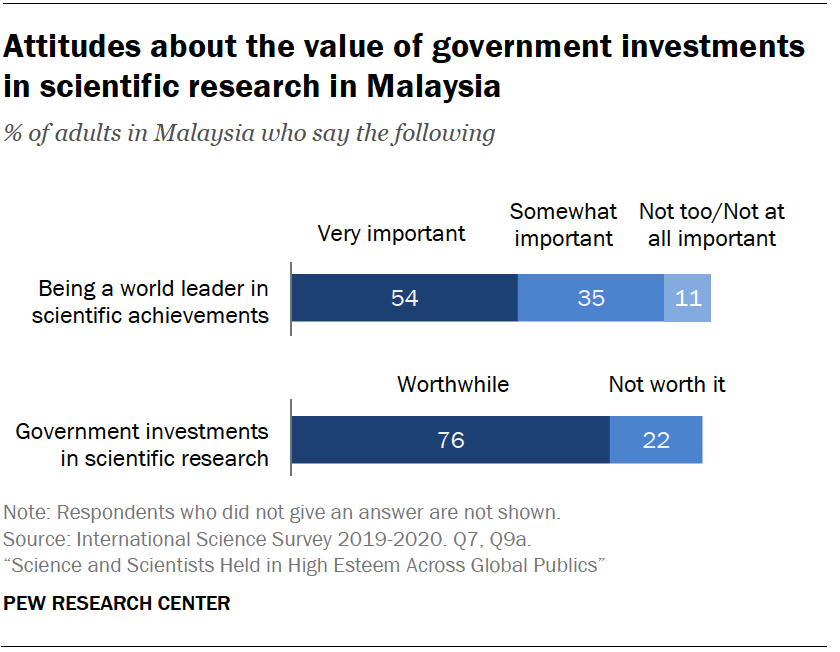 Attitudes about the value of government investments
in scientific research in Malaysia
% of adults in Malaysia who say the following
Very important
Somewhat
important
Not too/Not at
all important
Being a world leader in
scientific achievements
54
35
11
Worthwhile
Not worth it
Government investments
in scientific research
76
22
Note: Respondents who did not give an answer are not shown.
Source: International Science Survey 2019-2020. Q7, Q9a.
“Science and Scientists Held in High Esteem Across Global Publics”
PEW RESEARCH CENTER